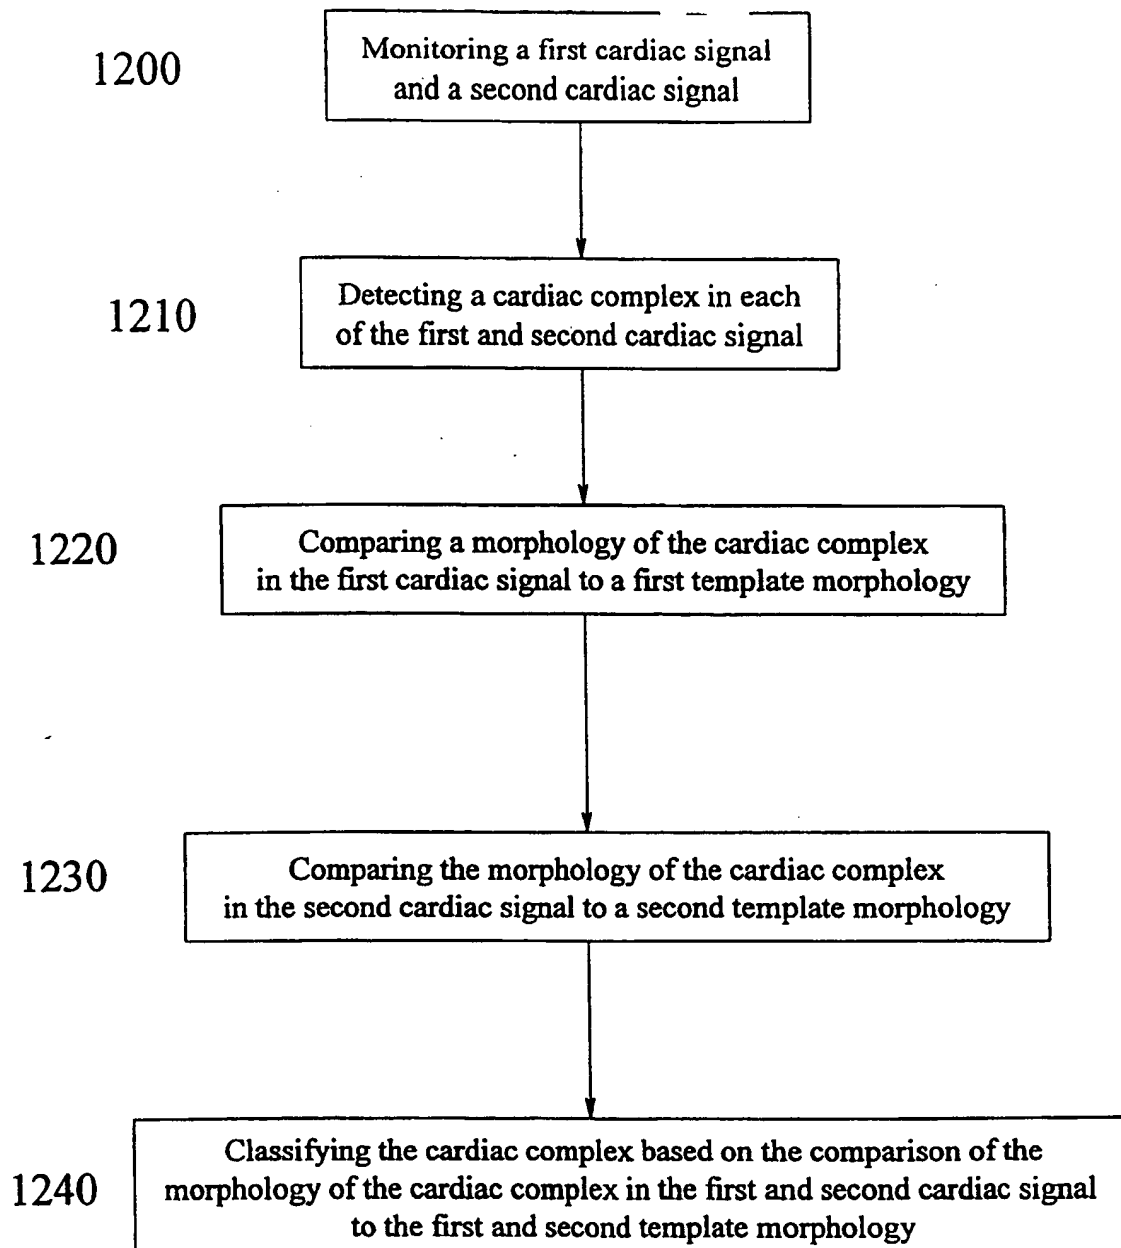 1200
Monitoring a first cardiac signal
and a second cardiac signal
1210
Detecting a cardiac complex in each
of the first and second cardiac signal
1220
Comparing a morphology of the cardiac complex
in the first cardiac signal to a first template morphology
1230
Comparing the morphology of the cardiac complex
in the second cardiac signal to a second template morphology
1240
Classifying the cardiac complex based on the comparison of the
morphology of the cardiac complex in the first and second cardiac signal
to the first and second template morphology